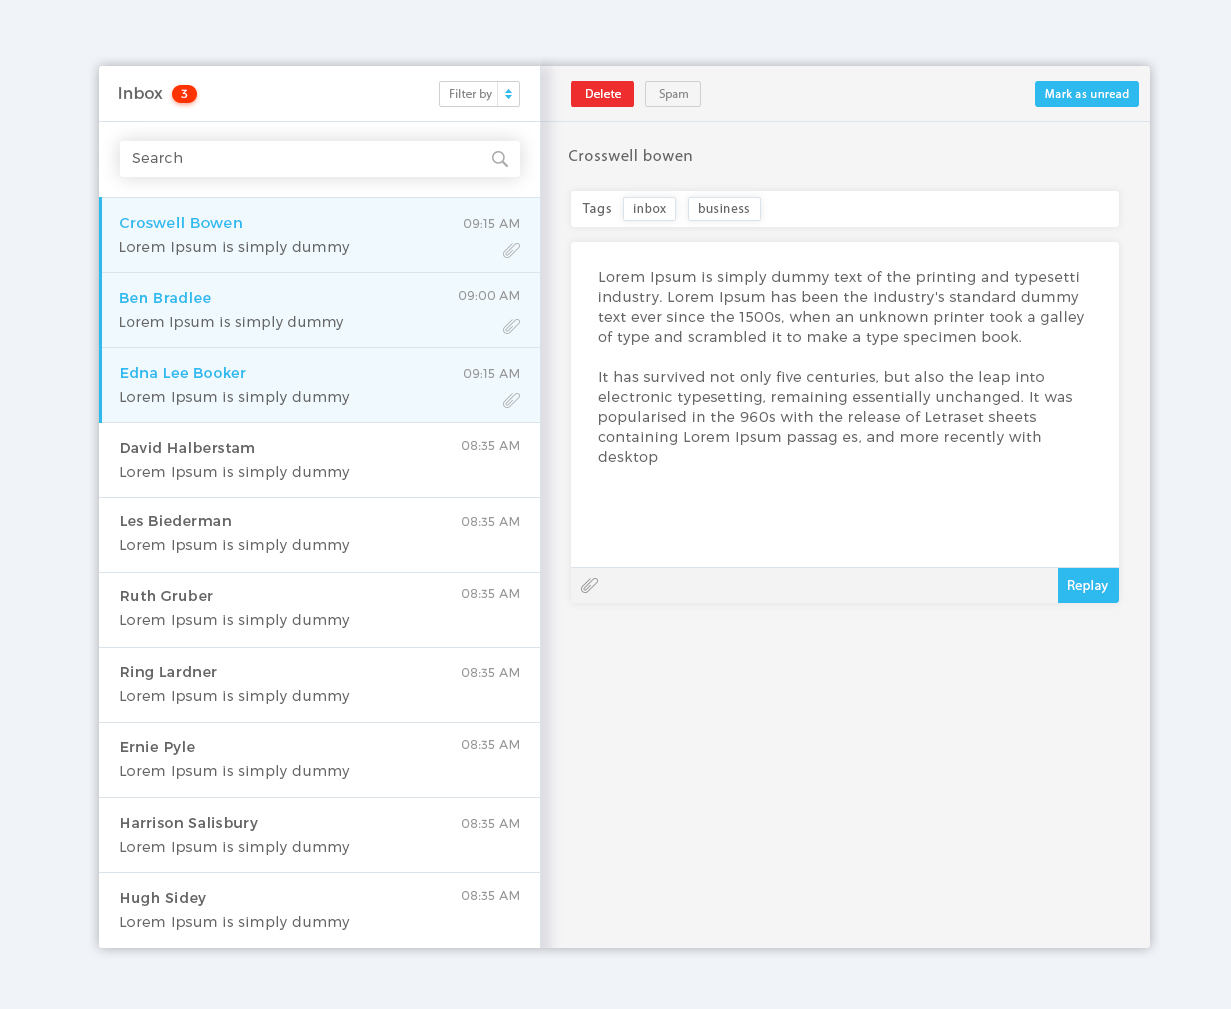 Inbox 3 Filter by
Search
Croswell Bowen 09:15 AM
Lorem Ipsum is simply dummy
Ben Bradlee 09:00 AM
Lorem Ipsum is simply dummy
Edna Lee Booker 09:15 AM
Lorem Ipsum is simply dummy
David Halberstam 08:35 AM
Lorem Ipsum is simply dummy
Les Biederman 08:35 AM
Lorem Ipsum is simply dummy
Ruth Gruber 08:35 AM
Lorem Ipsum is simply dummy
Ring Lardner 08:35 AM
Lorem Ipsum is simply dummy
Ernie Pyle 08:35 AM
Lorem Ipsum is simply dummy
Harrison Salisbury 08:35 AM
Lorem Ipsum is simply dummy
Hugh Sidey 08:35 AM
Lorem Ipsum is simply dummy
Delete Spam Mark as unread
Crosswell bowen
Tags inbox business
Lorem Ipsum is simply dummy text of the printing and typesetti
industry. Lorem Ipsum has been the industry's standard dummy
text ever since the 1500s, when an unknown printer took a galley
of type and scrambled it to make a type specimen book.
It has survived not only five centuries, but also the leap into
electronic typesetting, remaining essentially unchanged. It was
popularised in the 960s with the release of Letraset sheets
containing Lorem Ipsum passag es, and more recently with
desktop
Replay